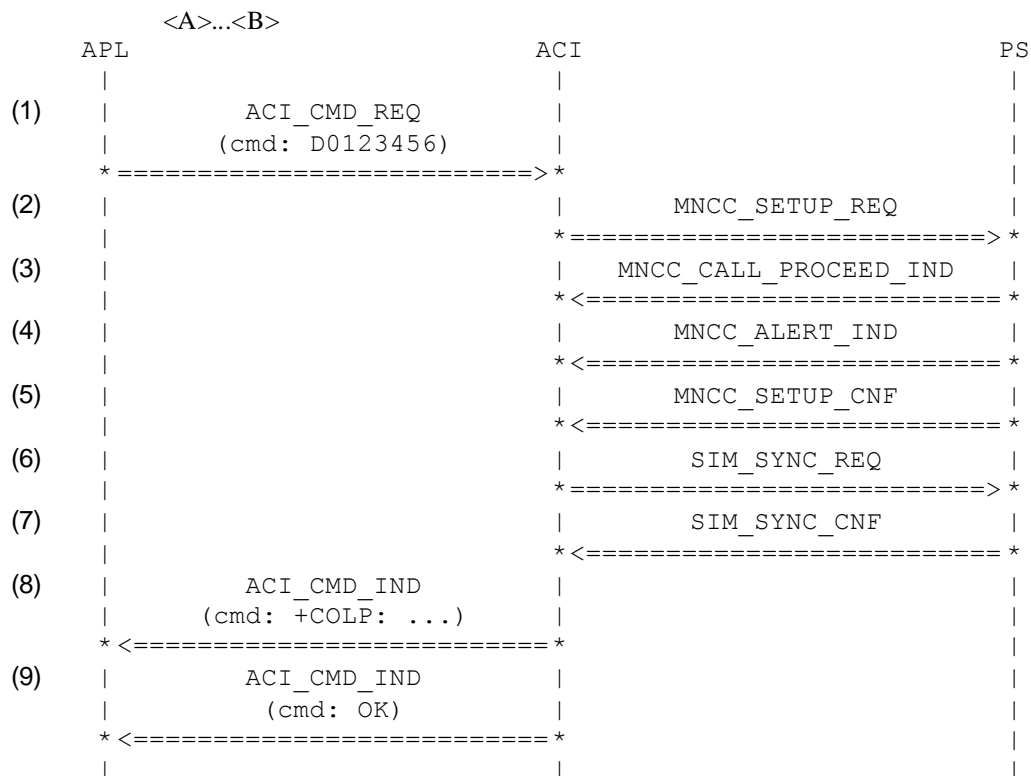 <A>...<B>
APL ACI PS
| | |
(1) | ACI_CMD_REQ | |
| (cmd: D0123456) | |
* ==========================> * |
(2) | | MNCC_SETUP_REQ |
| * ==========================> *
(3) | | MNCC_CALL_PROCEED_IND |
| * <========================== *
(4) | | MNCC_ALERT_IND |
| * <========================== *
(5) | | MNCC_SETUP_CNF |
| * <========================== *
(6) | | SIM_SYNC_REQ |
| * ==========================> *
(7) | | SIM_SYNC_CNF |
| * <========================== *
(8) | ACI_CMD_IND | |
| (cmd: +COLP: ...) | |
* <========================== * |
(9) | ACI_CMD_IND | |
| (cmd: OK) | |
* <========================== * |
| | |